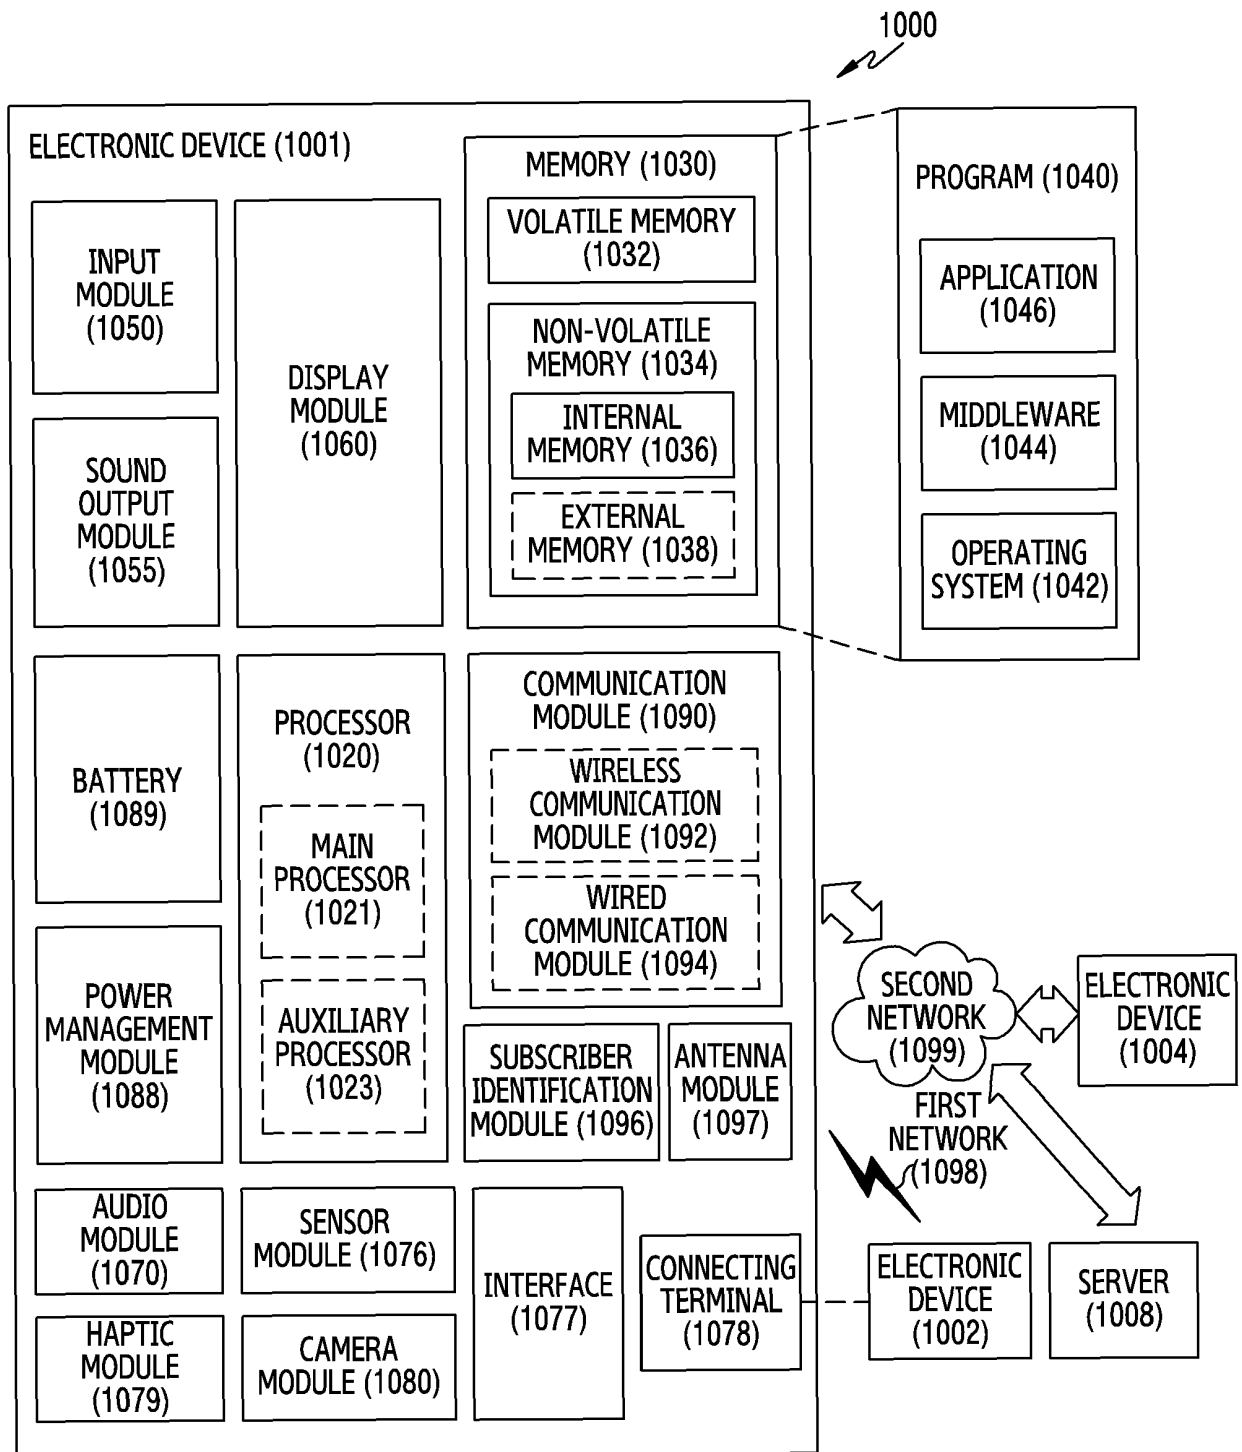 1000
ELECTRONIC DEVICE (1001)
INPUT
MODULE
(1050)
SOUND
OUTPUT
MODULE
(1055)
DISPLAY
MODULE
(1060)
MEMORY (1030)
VOLATILE MEMORY
(1032)
NON-VOLATILE
MEMORY (1034)
INTERNAL
MEMORY (1036)
EXTERNAL
MEMORY (1038)
PROGRAM (1040)
APPLICATION
(1046)
MIDDLEWARE
(1044)
OPERATING
SYSTEM (1042)
BATTERY
(1089)
POWER
MANAGEMENT
MODULE
(1088)
PROCESSOR
(1020)
MAIN
PROCESSOR
(1021)
AUXILIARY
PROCESSOR
(1023)
COMMUNICATION
MODULE (1090)
WIRELESS
COMMUNICATION
MODULE (1092)
WIRED
COMMUNICATION
MODULE (1094)
SUBSCRIBER
IDENTIFICATION
MODULE (1096)
ANTENNA
MODULE
(1097)
SECOND
NETWORK
(1099)
ELECTRONIC
DEVICE
(1004)
FIRST
NETWORK
(1098)
AUDIO
MODULE
(1070)
SENSOR
MODULE (1076)
HAPTIC
MODULE
(1079)
CAMERA
MODULE (1080)
INTERFACE
(1077)
CONNECTING
TERMINAL
(1078)
ELECTRONIC
DEVICE
(1002)
SERVER
(1008)